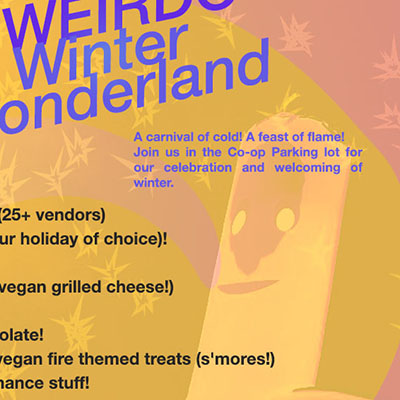 WEIRDO
Winter
onderland
A carnival of cold! A feast of flame!
Join us in the Co-op Parking lot for
our celebration and welcoming of
winter.
(25+ vendors)
ur holiday of choice)!
vegan grilled cheese!)
olate!
vegan fire themed treats (s'mores!)
mance stuff!